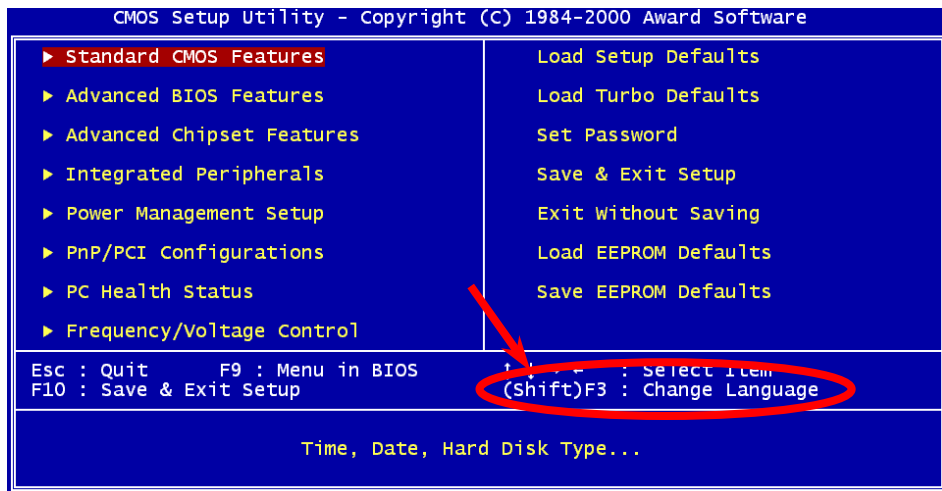 CMOS Setup Utility - Copyright (C) 1984-2000 Award Software
▶ Standard CMOS Features
▶ Advanced BIOS Features
▶ Advanced Chipset Features
▶ Integrated Peripherals
▶ Power Management Setup
▶ PnP/PCI Configurations
▶ PC Health Status
▶ Frequency/Voltage Control
Load Setup Defaults
Load Turbo Defaults
Set Password
Save & Exit Setup
Exit Without Saving
Load EEPROM Defaults
Save EEPROM Defaults
Esc : Quit F9 : Menu in BIOS
F10 : Save & Exit Setup
↑ ↓ → ← : Select Item
(Shift)F3 : Change Language
Time, Date, Hard Disk Type...